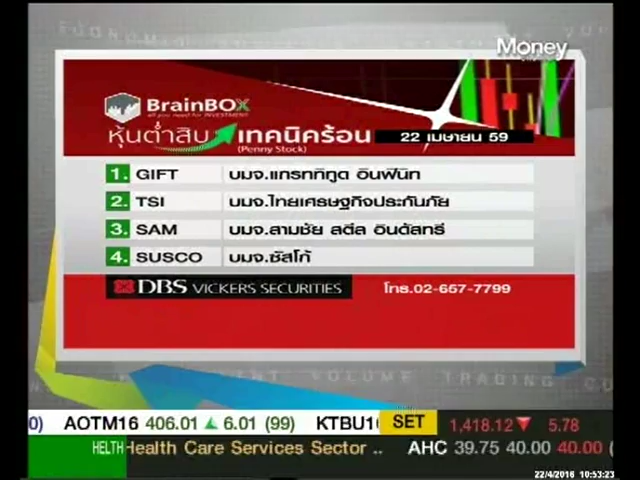 Money
BrainBOX
all you need for INVESTMENT
หุ้นต่ำสิบ เทคนิคร้อน
(Penny Stock)
22 เมษายน 59
1. GIFT บมจ.แกรททิทูด อินฟินิท
2. TSI บมจ.ไทยเศรษฐกิจประกันภัย
3. SAM บมจ.สามชัย สตีล อินดัสทรี
4. SUSCO บมจ.ซัสโก้
DBS VICKERS SECURITIES โทร.02-657-7799
VOLUME TRADING
0) AOTM16 406.01 ▲ 6.01 (99) KTBU1 SET 1,418.12 ▼ 5.78
HELTH Health Care Services Sector .. AHC 39.75 40.00 40.00 (
22/4/2016 10:53:23